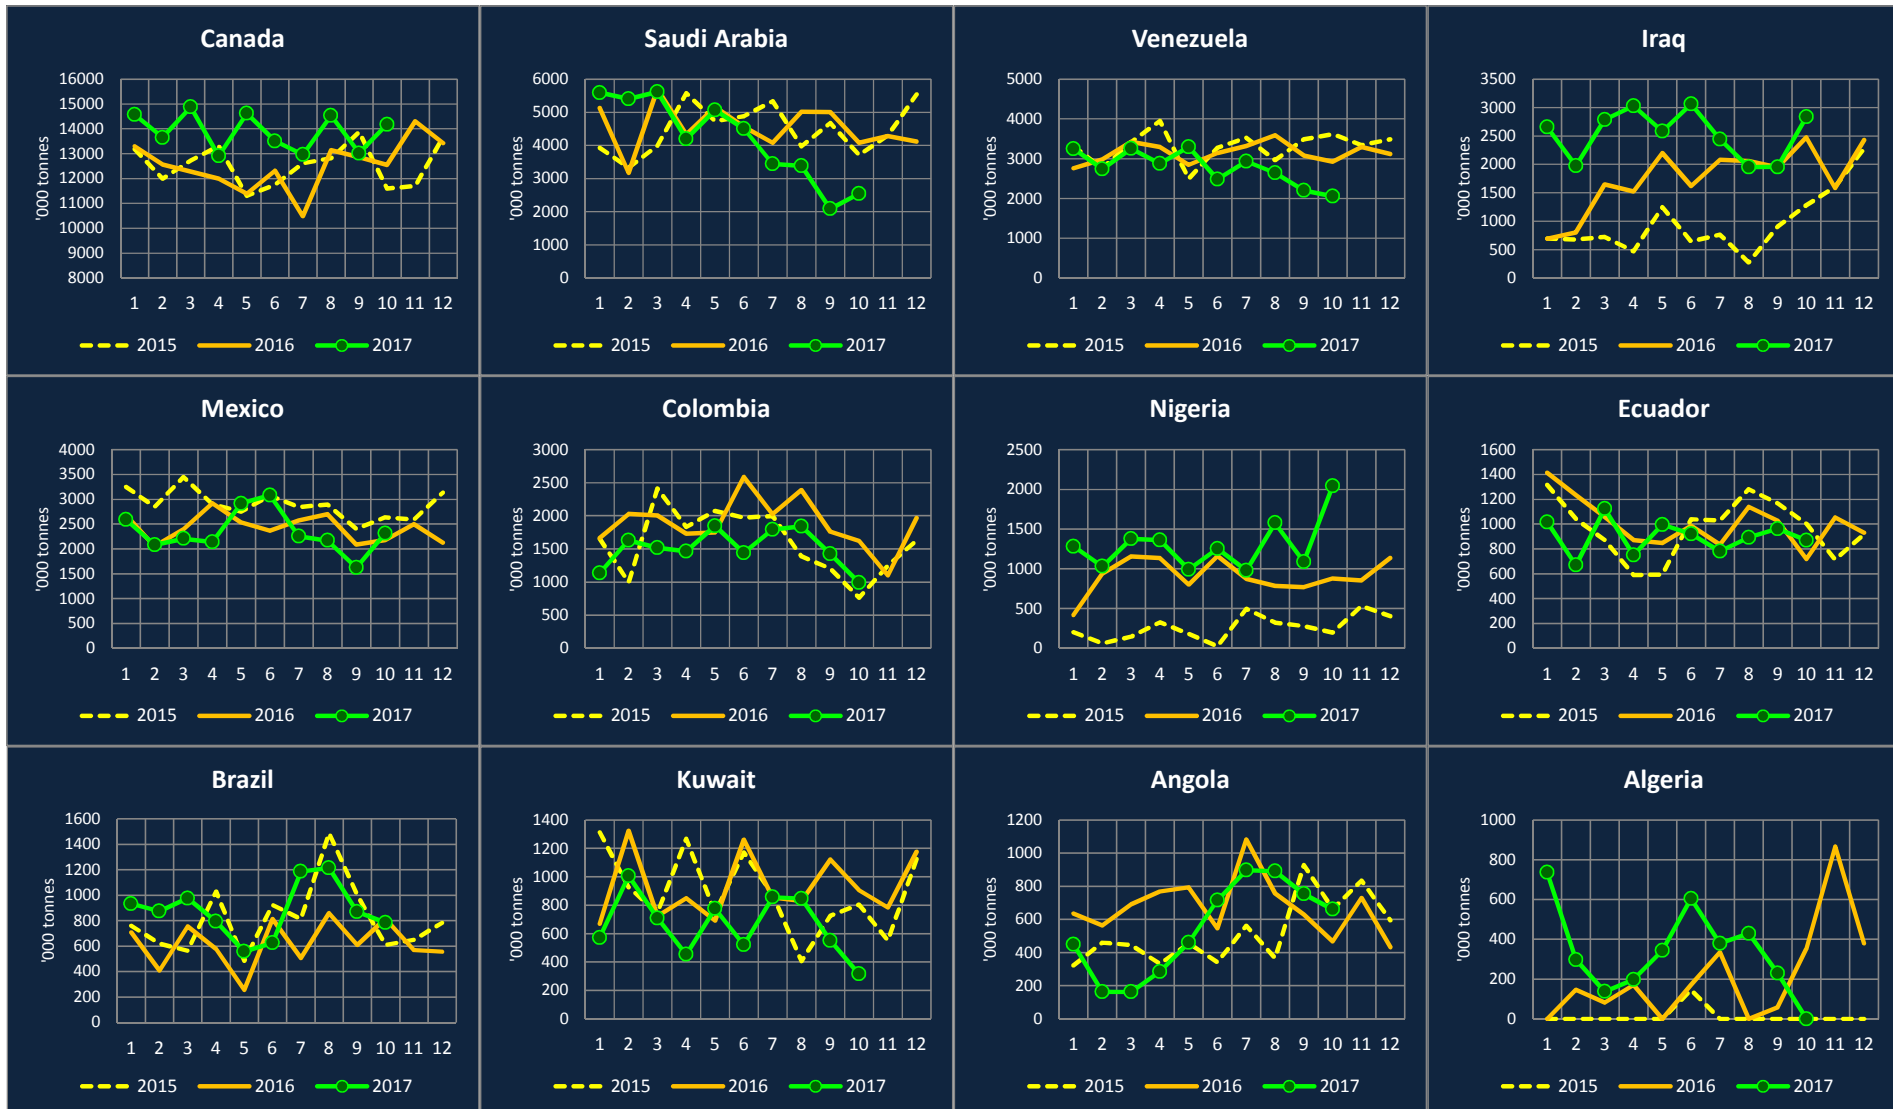 Canada
16000
15000
14000
13000
12000
11000
10000
9000
8000
'000 tonnes
1 2 3 4 5 6 7 8 9 10 11 12
2015 2016 2017
Saudi Arabia
6000
5000
4000
3000
2000
1000
0
'000 tonnes
1 2 3 4 5 6 7 8 9 10 11 12
2015 2016 2017
Venezuela
5000
4000
3000
2000
1000
0
'000 tonnes
1 2 3 4 5 6 7 8 9 10 11 12
2015 2016 2017
Iraq
3500
3000
2500
2000
1500
1000
500
0
'000 tonnes
1 2 3 4 5 6 7 8 9 10 11 12
2015 2016 2017
Mexico
4000
3500
3000
2500
2000
1500
1000
500
0
'000 tonnes
1 2 3 4 5 6 7 8 9 10 11 12
2015 2016 2017
Colombia
3000
2500
2000
1500
1000
500
0
'000 tonnes
1 2 3 4 5 6 7 8 9 10 11 12
2015 2016 2017
Nigeria
2500
2000
1500
1000
500
0
'000 tonnes
1 2 3 4 5 6 7 8 9 10 11 12
2015 2016 2017
Ecuador
1600
1400
1200
1000
800
600
400
200
0
'000 tonnes
1 2 3 4 5 6 7 8 9 10 11 12
2015 2016 2017
Brazil
1600
1400
1200
1000
800
600
400
200
0
'000 tonnes
1 2 3 4 5 6 7 8 9 10 11 12
2015 2016 2017
Kuwait
1400
1200
1000
800
600
400
200
0
'000 tonnes
1 2 3 4 5 6 7 8 9 10 11 12
2015 2016 2017
Angola
1200
1000
800
600
400
200
0
'000 tonnes
1 2 3 4 5 6 7 8 9 10 11 12
2015 2016 2017
Algeria
1000
800
600
400
200
0
'000 tonnes
1 2 3 4 5 6 7 8 9 10 11 12
2015 2016 2017